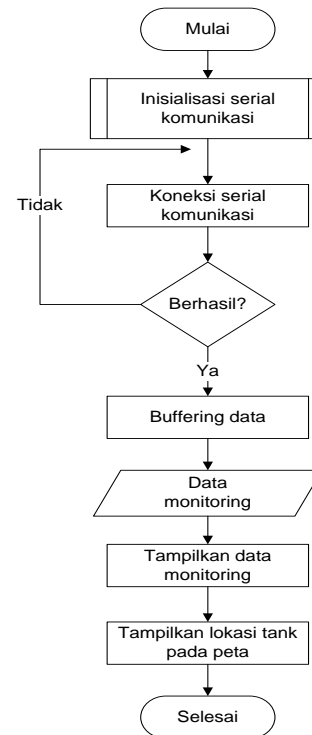 Mulai
Inisialisasi serial
komunikasi
Tidak
Koneksi serial
komunikasi
Berhasil?
Ya
Buffering data
Data
monitoring
Tampilkan data
monitoring
Tampilkan lokasi tank
pada peta
Selesai